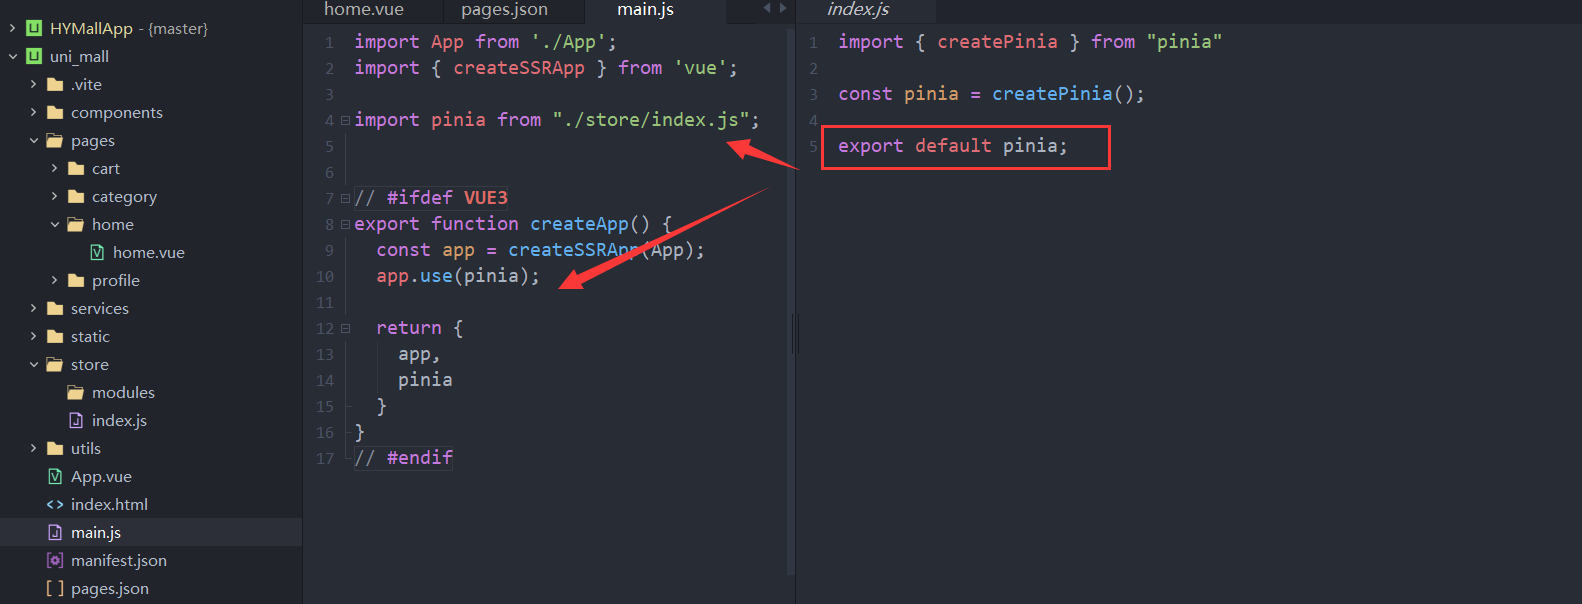 HYMallApp - {master}
uni_mall
.vite
components
pages
cart
category
home
home.vue
profile
services
static
store
modules
index.js
utils
App.vue
index.html
main.js
manifest.json
pages.json
home.vue
pages.json
main.js
1 import App from './App';
2 import { createSSRApp } from 'vue';
3
4 import pinia from "./store/index.js";
5
6
7 // #ifdef VUE3
8 export function createApp() {
9 const app = createSSRApp(App);
10 app.use(pinia);
11
12 return {
13 app,
14 pinia
15 }
16 }
17 // #endif
index.js
1 import { createPinia } from "pinia"
2
3 const pinia = createPinia();
4
5 export default pinia;